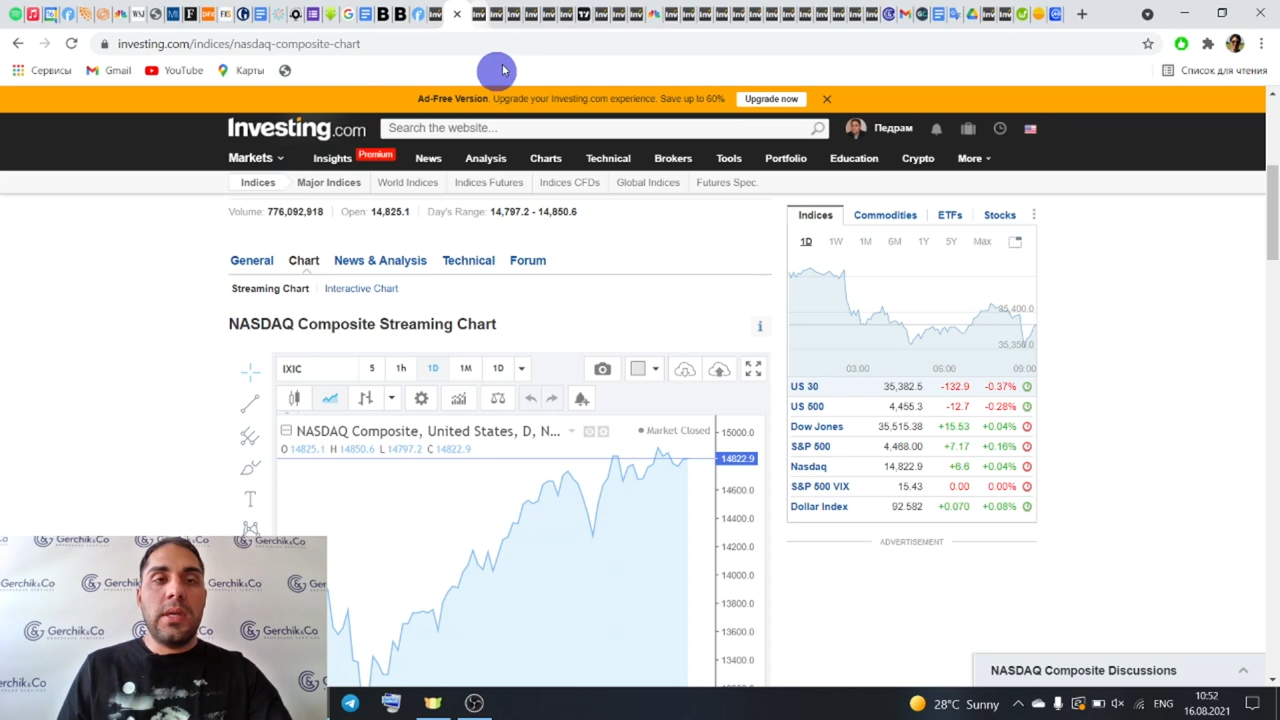 investing.com/indices/nasdaq-composite-chart
Сервисы Gmail YouTube Карты Список для чтения
Ad-Free Version. Upgrade your Investing.com experience. Save up to 60% Upgrade now
Investing.com Search the website... Педрам
Markets Insights Premium News Analysis Charts Technical Brokers Tools Portfolio Education Crypto More
Indices Major Indices World Indices Indices Futures Indices CFDs Global Indices Futures Spec.
Volume: 776,092,918 Open: 14,825.1 Day's Range: 14,797.2 - 14,850.6
General Chart News & Analysis Technical Forum
Streaming Chart Interactive Chart
NASDAQ Composite Streaming Chart
IXIC 5 1h 1D 1M 1D
NASDAQ Composite, United States, D, N... Market Closed
O 14825.1 H 14850.6 L 14797.2 C 14822.9
15000.0
14822.9
14600.0
14400.0
14200.0
14000.0
13800.0
13600.0
13400.0
Indices Commodities ETFs Stocks
1D 1W 1M 6M 1Y 5Y Max
35,400.0
35,350.0
03:00 06:00 09:00
US 30 35,382.5 -132.9 -0.37%
US 500 4,455.3 -12.7 -0.28%
Dow Jones 35,515.38 +15.53 +0.04%
S&P 500 4,468.00 +7.17 +0.16%
Nasdaq 14,822.9 +6.6 +0.04%
S&P 500 VIX 15.43 0.00 0.00%
Dollar Index 92.582 +0.070 +0.08%
ADVERTISEMENT
NASDAQ Composite Discussions
Gerchik&Co
Gerchik&Co
Gerchik&Co
Gerchik&Co
28°C Sunny ENG 10:52
16.08.2021